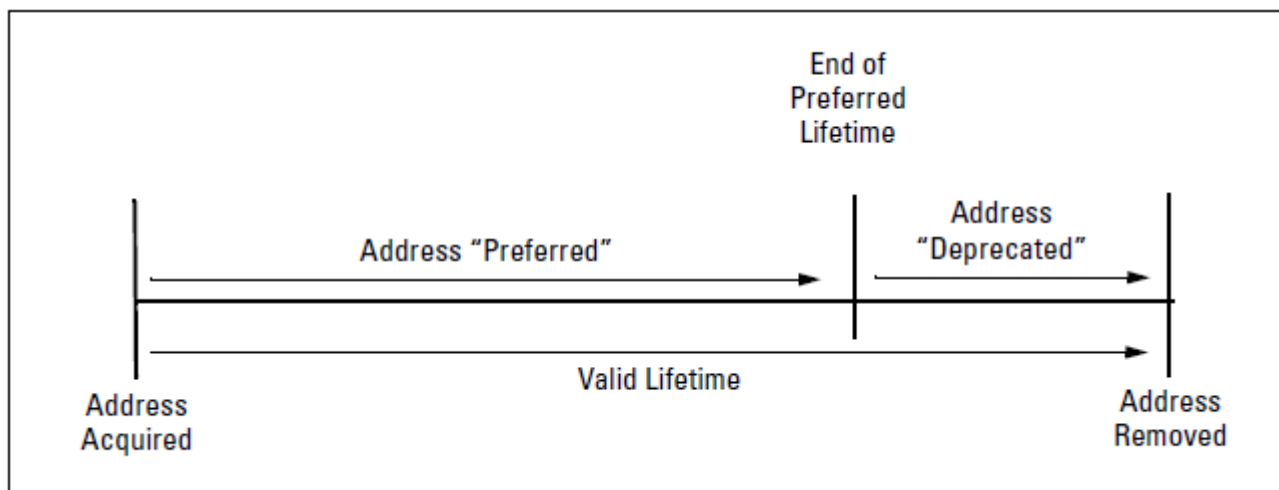 End of
Preferred
Lifetime
Address “Preferred”
Address
“Deprecated”
Valid Lifetime
Address
Acquired
Address
Removed